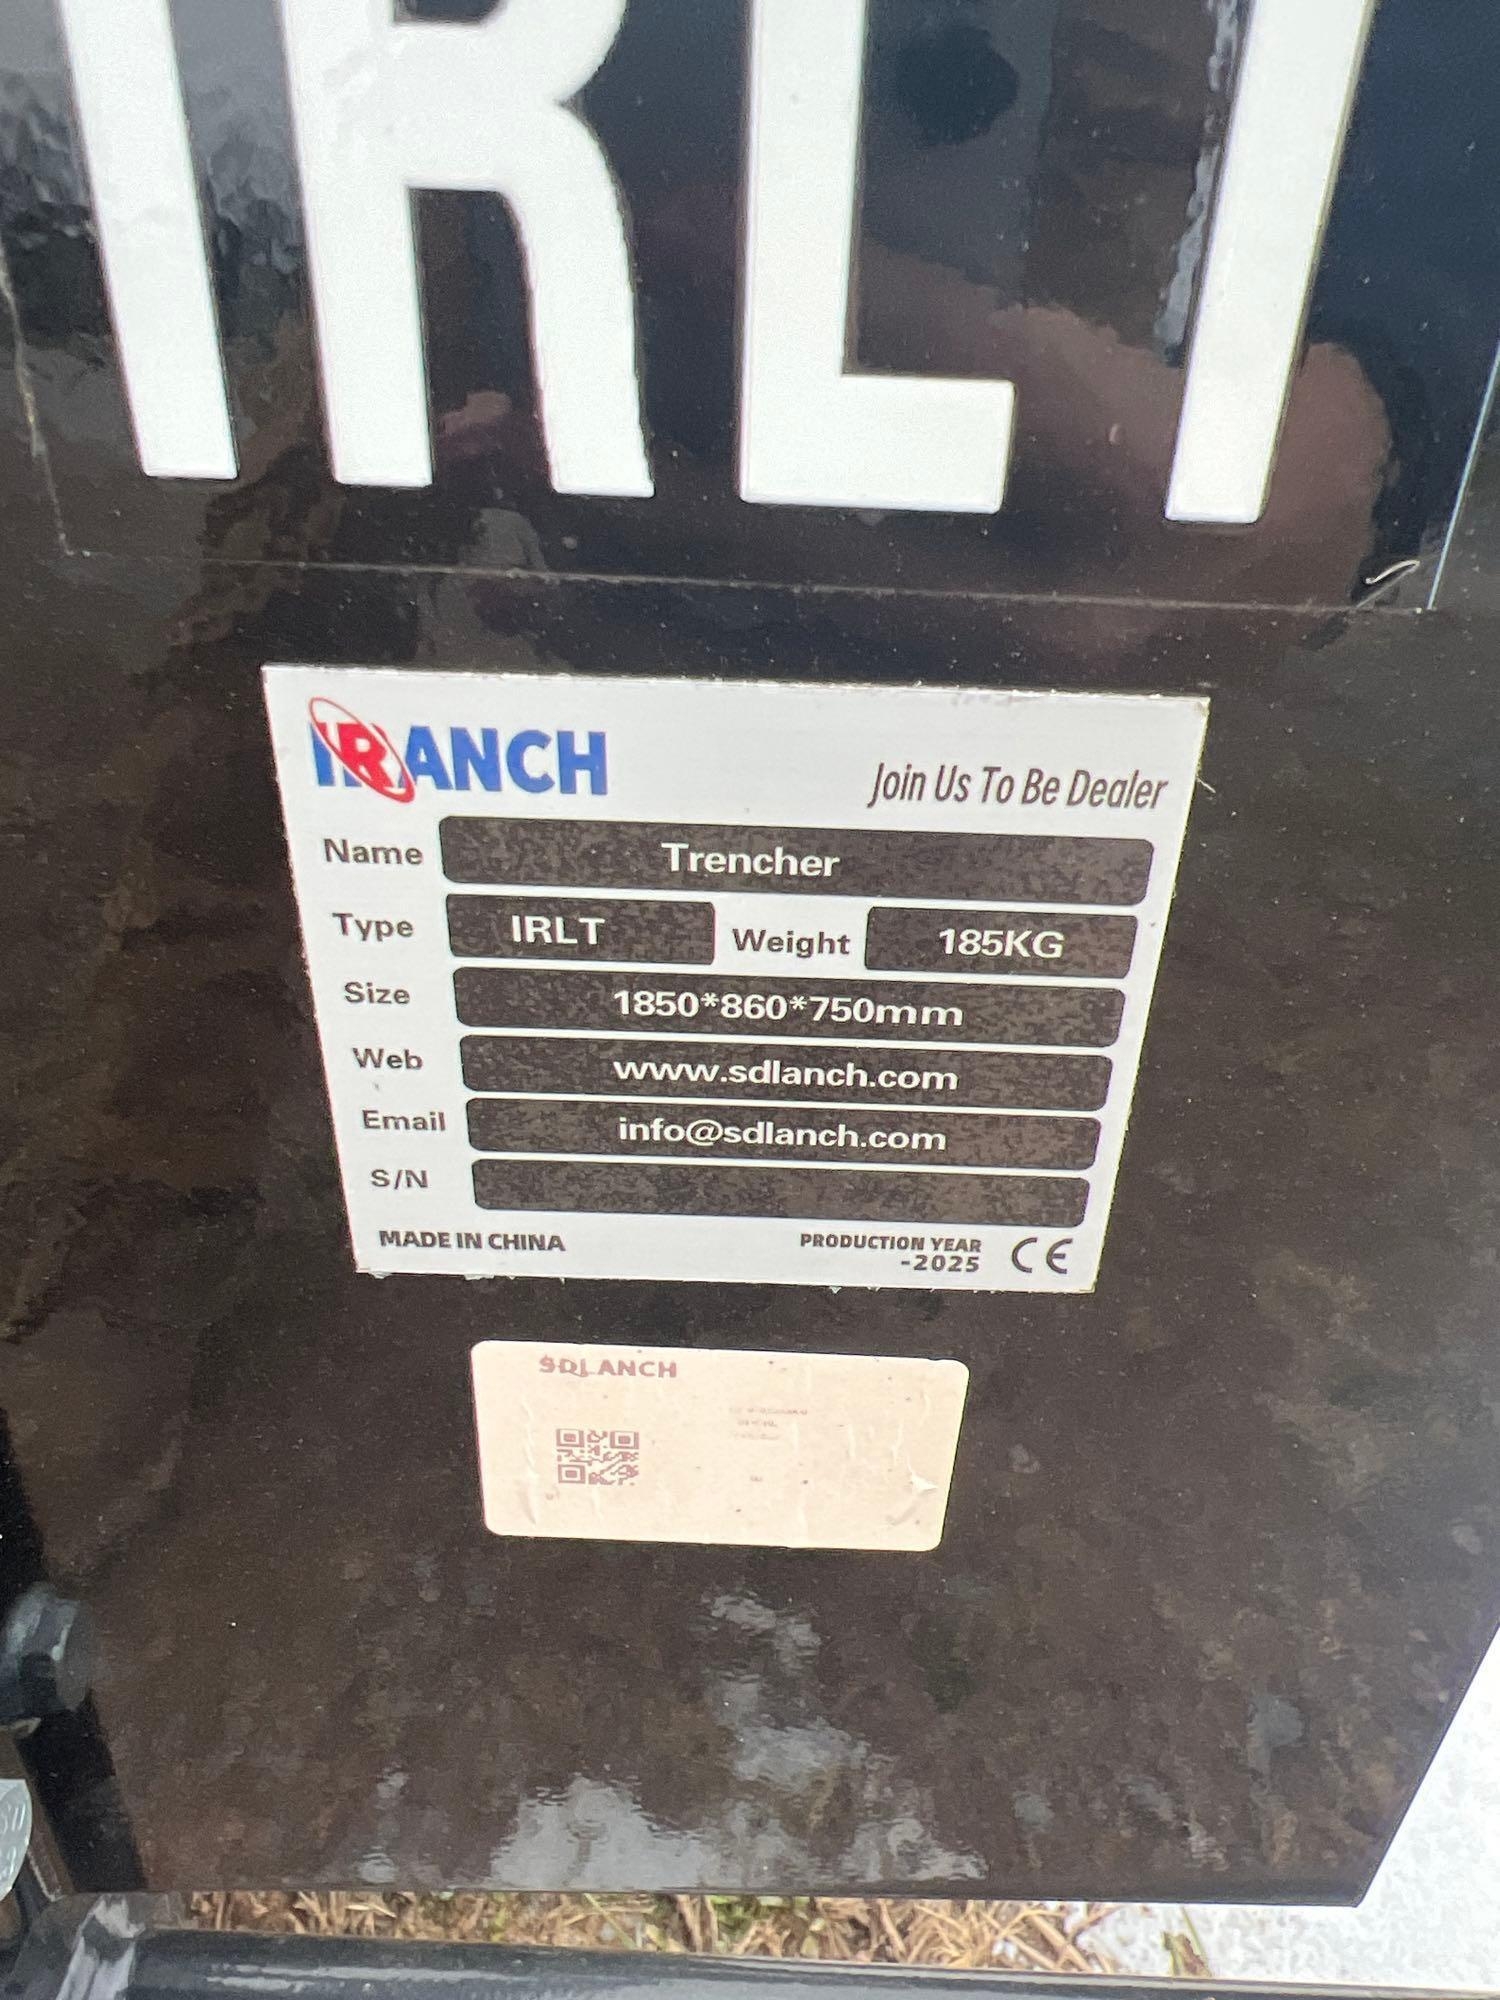 IRLT
IRANCH
Join Us To Be Dealer
Name Trencher
Type IRLT Weight 185KG
Size 1850*860*750mm
Web www.sdlanch.com
Email info@sdlanch.com
S/N
MADE IN CHINA PRODUCTION YEAR
-2025 CE
SDLANCH